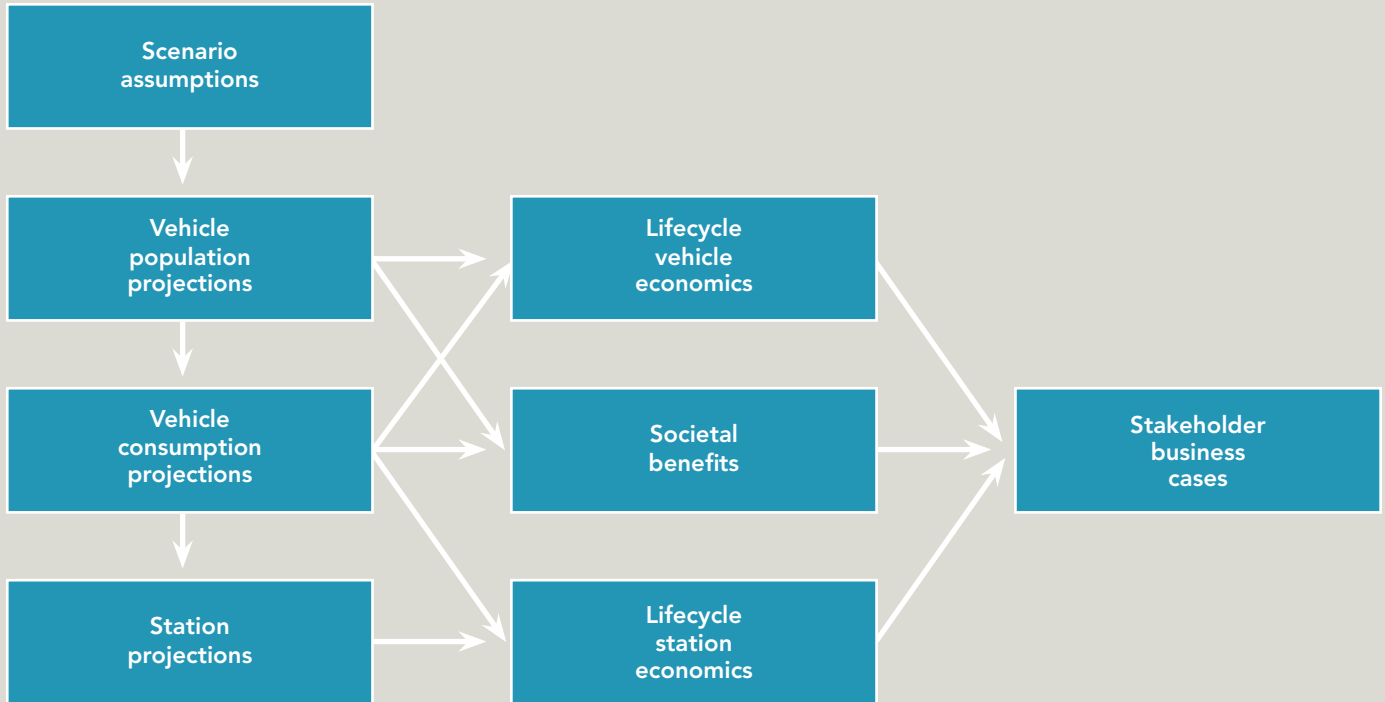 Scenario
assumptions
Vehicle
population
projections
Lifecycle
vehicle
economics
Vehicle
consumption
projections
Societal
benefits
Stakeholder
business
cases
Station
projections
Lifecycle
station
economics